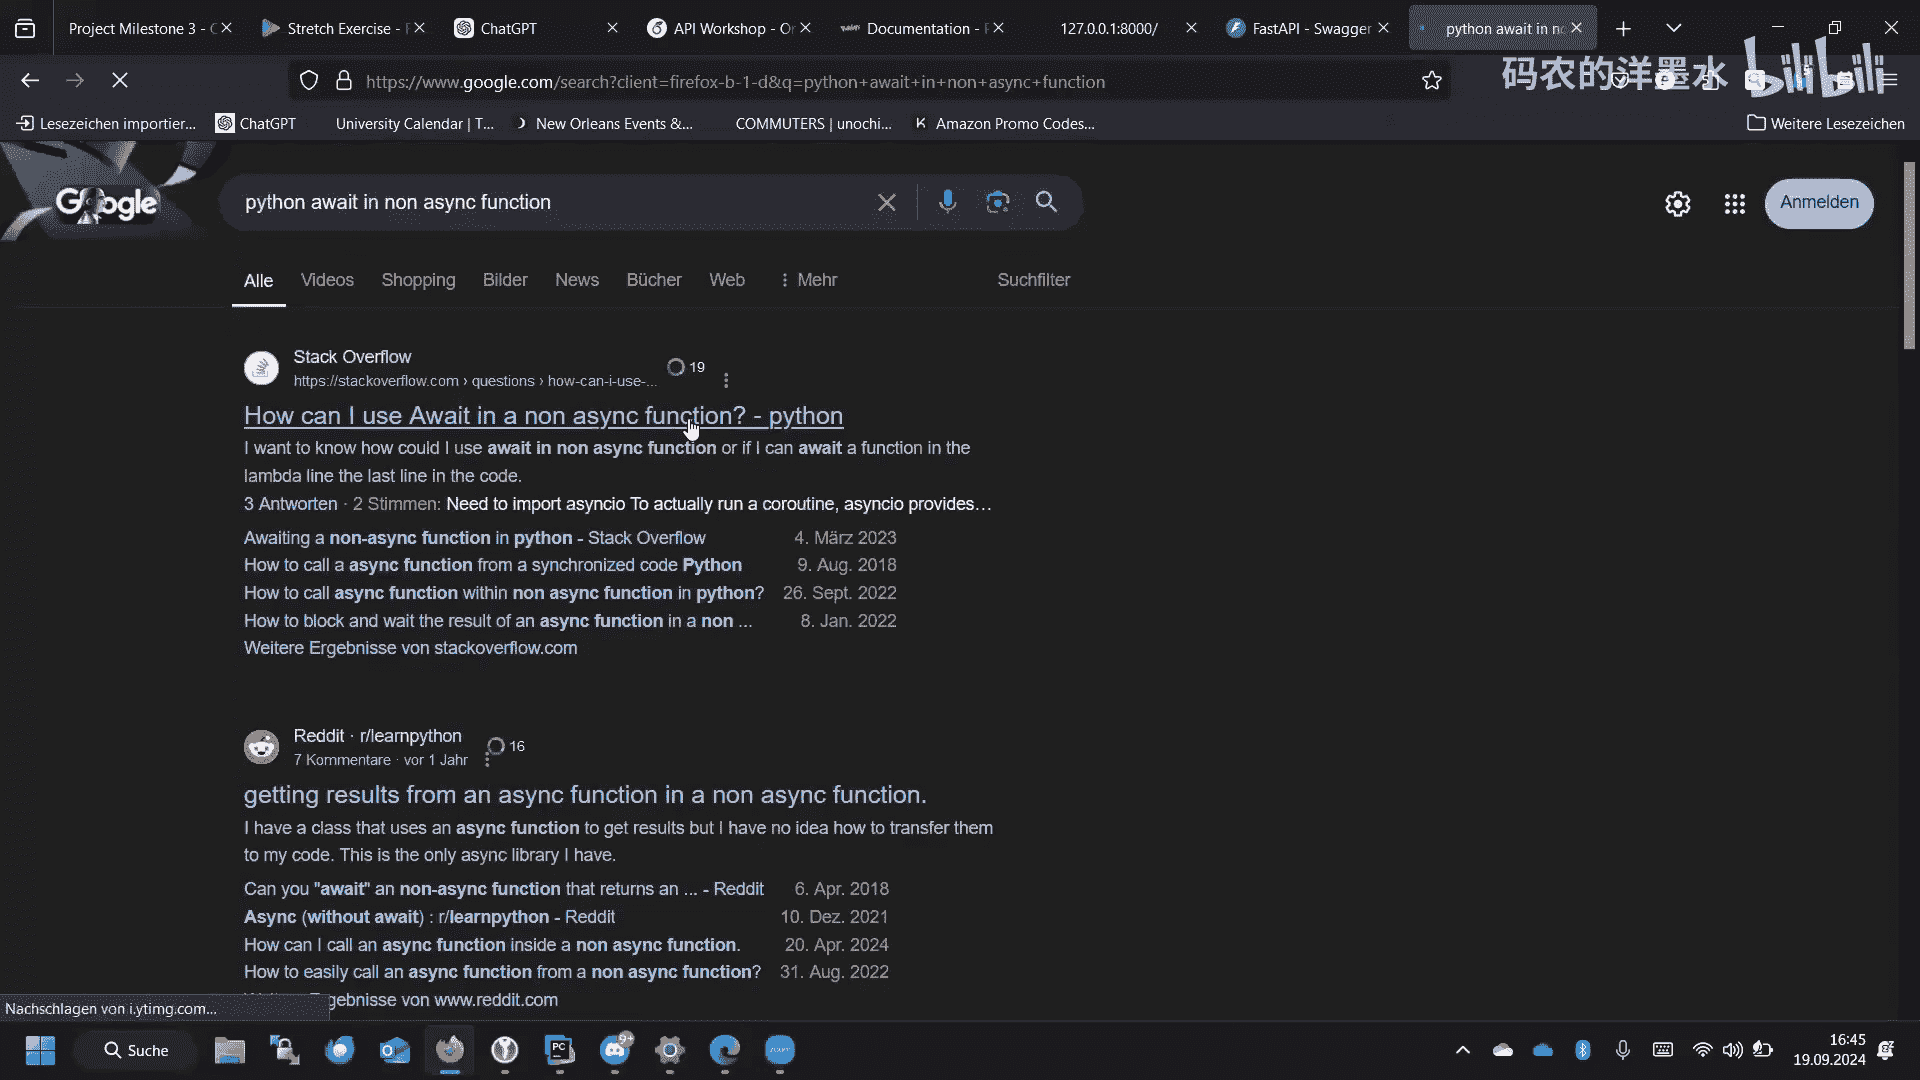 Project Milestone 3 - C
Stretch Exercise - F
ChatGPT
API Workshop - Or
Documentation - F
127.0.0.1:8000/
FastAPI - Swagger
python await in no
https://www.google.com/search?client=firefox-b-1-d&q=python+await+in+non+async+function
码农的洋墨水 bilibili
Lesezeichen importier...
ChatGPT
University Calendar | T...
New Orleans Events &...
COMMUTERS | unochi...
K Amazon Promo Codes...
Weitere Lesezeichen
Google
python await in non async function
Anmelden
Alle
Videos
Shopping
Bilder
News
Bücher
Web
Mehr
Suchfilter
Stack Overflow
19
https://stackoverflow.com › questions › how-can-i-use-...
How can I use Await in a non async function? - python
I want to know how could I use await in non async function or if I can await a function in the
lambda line the last line in the code.
3 Antworten · 2 Stimmen: Need to import asyncio To actually run a coroutine, asyncio provides...
Awaiting a non-async function in python - Stack Overflow 4. März 2023
How to call a async function from a synchronized code Python 9. Aug. 2018
How to call async function within non async function in python? 26. Sept. 2022
How to block and wait the result of an async function in a non ... 8. Jan. 2022
Weitere Ergebnisse von stackoverflow.com
Reddit · r/learnpython
16
7 Kommentare · vor 1 Jahr
getting results from an async function in a non async function.
I have a class that uses an async function to get results but I have no idea how to transfer them
to my code. This is the only async library I have.
Can you "await" an non-async function that returns an ... - Reddit 6. Apr. 2018
Async (without await) : r/learnpython - Reddit 10. Dez. 2021
How can I call an async function inside a non async function. 20. Apr. 2024
How to easily call an async function from a non async function? 31. Aug. 2022
gebnisse von www.reddit.com
Nachschlagen von i.ytimg.com...
Suche
PC
9+
16:45
19.09.2024